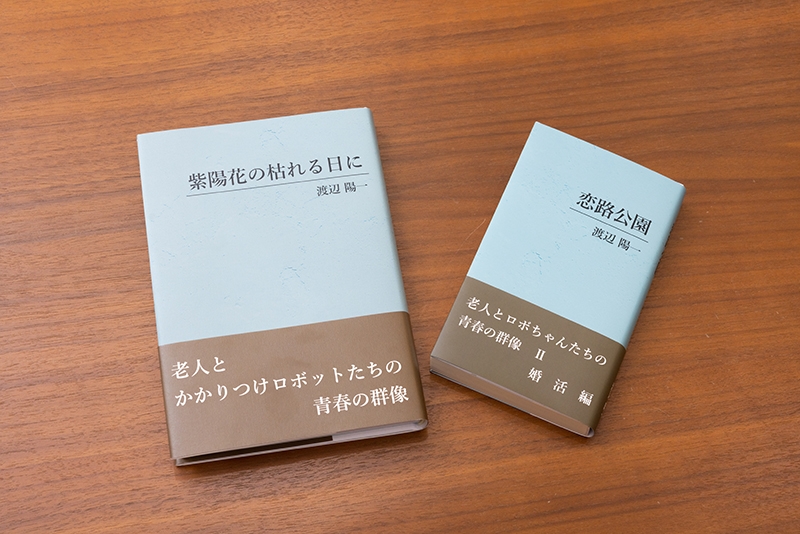 紫陽花の枯れる日に
渡辺 陽一
老人と
かかりつけロボットたちの
青春の群像
恋路公園
渡辺 陽一
老人とロボちゃんたちの
青春の群像 Ⅱ
婚活編